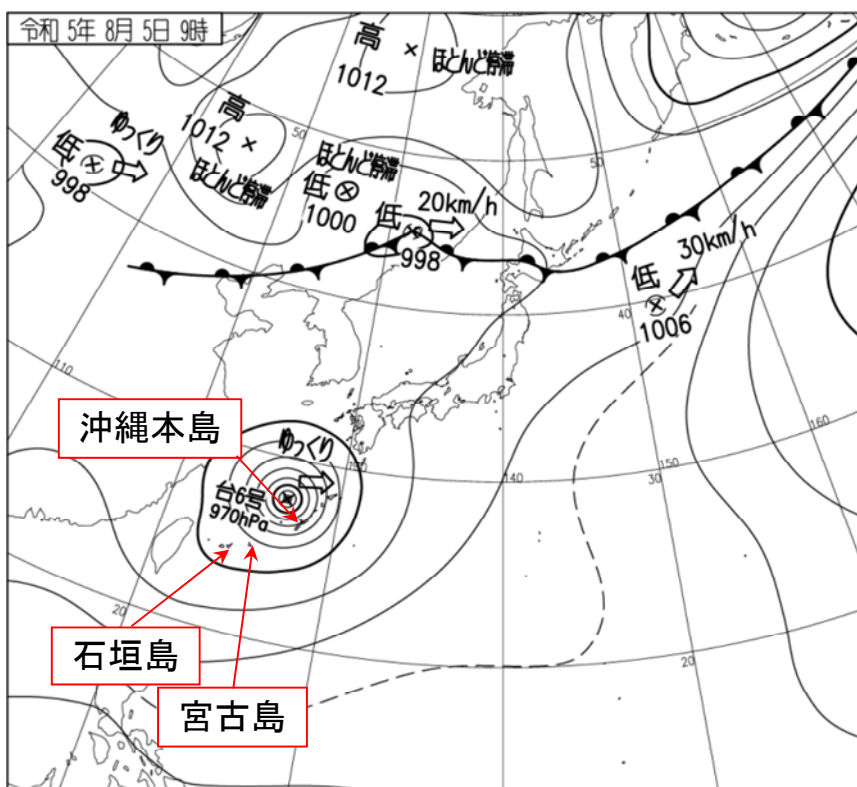 令和 5年 8月 5日 9時
高
1012
ほとんど停滞
高
1012
ほとんど停滞
ゆっくり
低
998
50
ほとんど停滞
低
1000
低
998
20km/h
50
30km/h
低
1006
40
110
沖縄本島
ゆっくり
台6号
970hPa
140
30
150
160
20
20
石垣島
宮古島